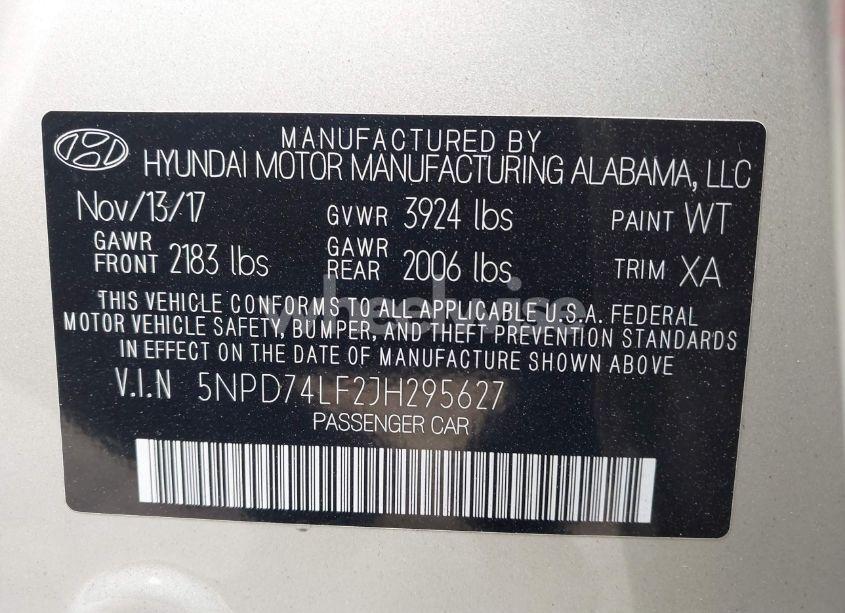 MANUFACTURED BY
HYUNDAI MOTOR MANUFACTURING ALABAMA, LLC
Nov/13/17 GVWR 3924 lbs PAINT WT
GAWR FRONT 2183 lbs GAWR REAR 2006 lbs TRIM XA
THIS VEHICLE CONFORMS TO ALL APPLICABLE U.S.A. FEDERAL
MOTOR VEHICLE SAFETY, BUMPER, AND THEFT PREVENTION STANDARDS
IN EFFECT ON THE DATE OF MANUFACTURE SHOWN ABOVE
wheelwise
V.I.N 5NPD74LF2JH295627
PASSENGER CAR